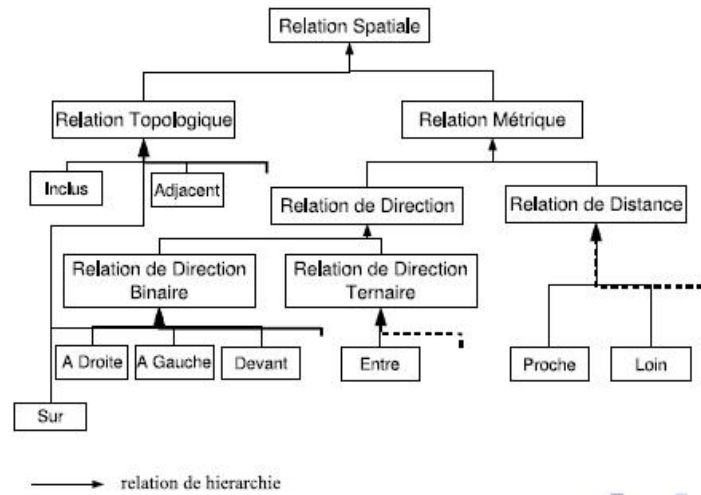 Relation Spatiale
Relation Topologique
Relation Métrique
Inclus
Adjacent
Relation de Direction
Relation de Distance
Relation de Direction
Binaire
Relation de Direction
Ternaire
A Droite
A Gauche
Devant
Entre
Proche
Loin
Sur
relation de hierarchie